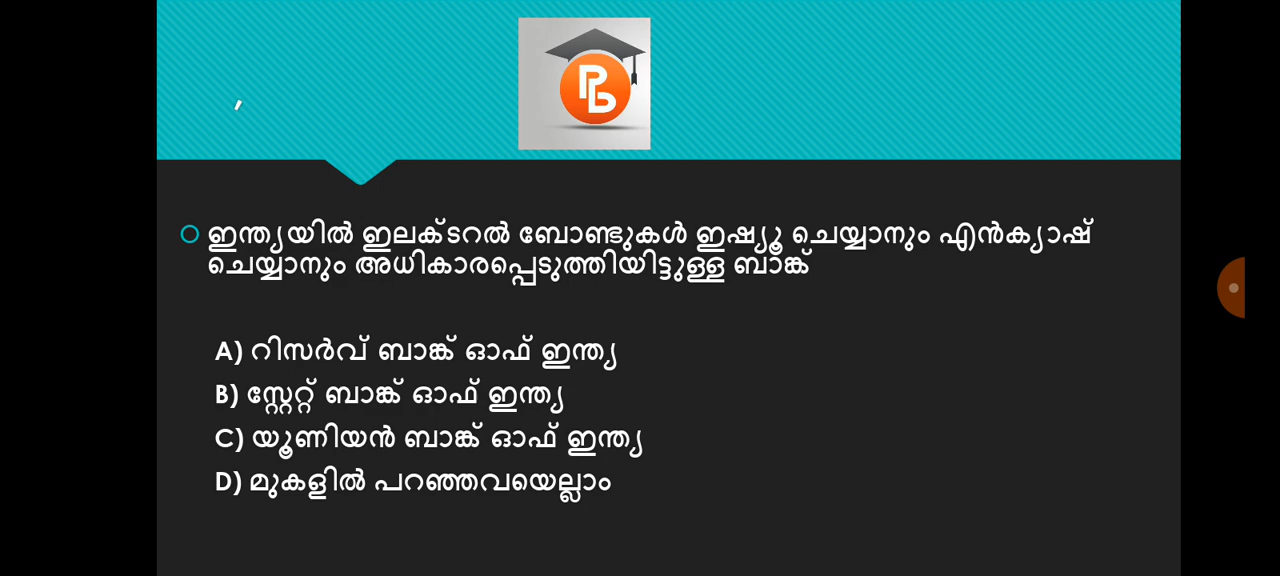 PB
,
ഇന്ത്യയിൽ ഇലക്ടറൽ ബോണ്ടുകൾ ഇഷ്യൂ ചെയ്യാനും എൻക്യാഷ്
ചെയ്യാനും അധികാരപ്പെടുത്തിയിട്ടുള്ള ബാങ്ക്
A) റിസർവ് ബാങ്ക് ഓഫ് ഇന്ത്യ
B) സ്റ്റേറ്റ് ബാങ്ക് ഓഫ് ഇന്ത്യ
C) യൂണിയൻ ബാങ്ക് ഓഫ് ഇന്ത്യ
D) മുകളിൽ പറഞ്ഞവയെല്ലാം